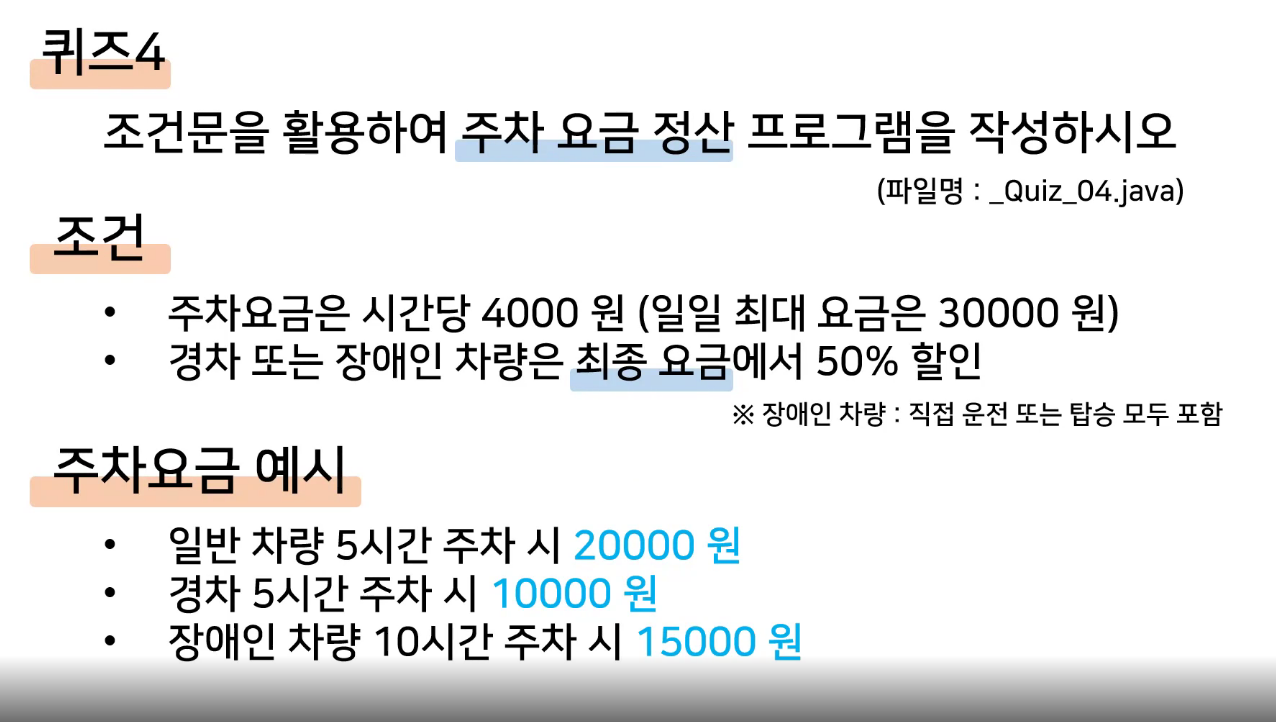 퀴즈4
조건문을 활용하여 주차 요금 정산 프로그램을 작성하시오
(파일명 : _Quiz_04.java)
조건
• 주차요금은 시간당 4000 원 (일일 최대 요금은 30000 원)
• 경차 또는 장애인 차량은 최종 요금에서 50% 할인
※ 장애인 차량 : 직접 운전 또는 탑승 모두 포함
주차요금 예시
• 일반 차량 5시간 주차 시 20000 원
• 경차 5시간 주차 시 10000 원
• 장애인 차량 10시간 주차 시 15000 원